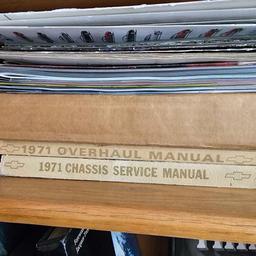 1971 OVERHAUL MANUAL
1971 CHASSIS SERVICE MANUAL